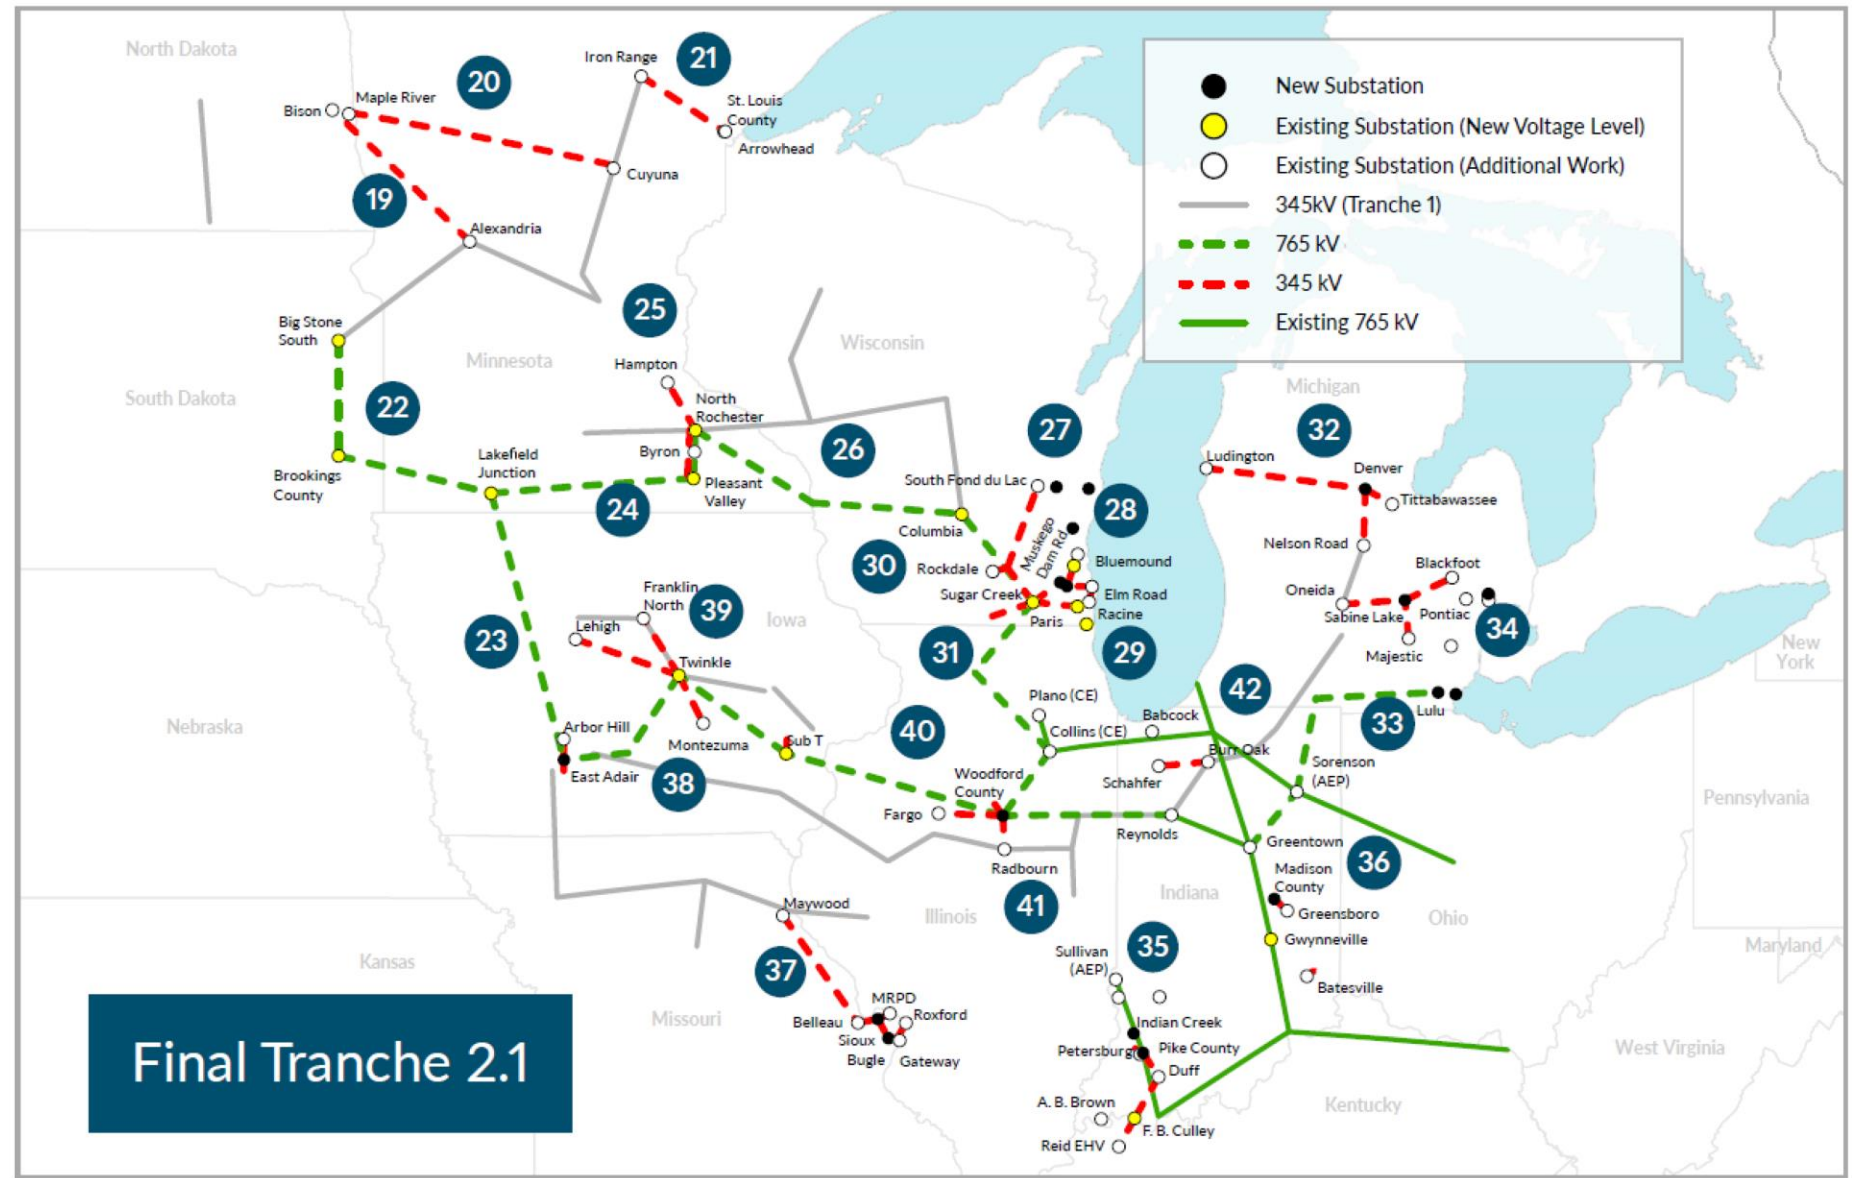 North Dakota
20
Iron Range
21
Bison
Maple River
St. Louis
County
Arrowhead
Cuyuna
19
Alexandria
New Substation
Existing Substation (New Voltage Level)
Existing Substation (Additional Work)
345kV (Tranche 1)
765 kV
345 kV
Existing 765 kV
25
Big Stone
South
Minnesota
Hampton
Wisconsin
South Dakota
22
North
Rochester
Byron
26
27
Michigan
32
Brookings
County
Lakefield
Junction
24
Pleasant
Valley
South Fond du Lac
28
Columbia
Ludington
Denver
Tittabawassee
30
Rockdale
Muskego
Dam Rd
Bluemound
Nelson Road
Blackfoot
Sugar Creek
Elm Road
Racine
Paris
Oneida
Sabine Lake
Pontiac
34
Majestic
Franklin
North
39
Iowa
Lehigh
23
Twinkle
31
29
New
York
Nebraska
Arbor Hill
Montezuma
Sub T
40
Plano (CE)
Collins (CE)
Babcock
42
Lulu
33
East Adair
38
Woodford
County
Burr Oak
Schahfer
Sorenson
(AEP)
Pennsylvania
Fargo
Reynolds
Greentown
36
Radbourn
Madison
County
41
Indiana
Greensboro
Ohio
Maywood
Illinois
Gwynneville
Maryland
Kansas
37
Sullivan
(AEP)
35
Batesville
MRPD
Missouri
Belleau
Roxford
Sioux
Bugle
Gateway
Indian Creek
Petersburg
Pike County
Duff
West Virginia
A. B. Brown
F. B. Culley
Reid EHV
Kentucky
Final Tranche 2.1